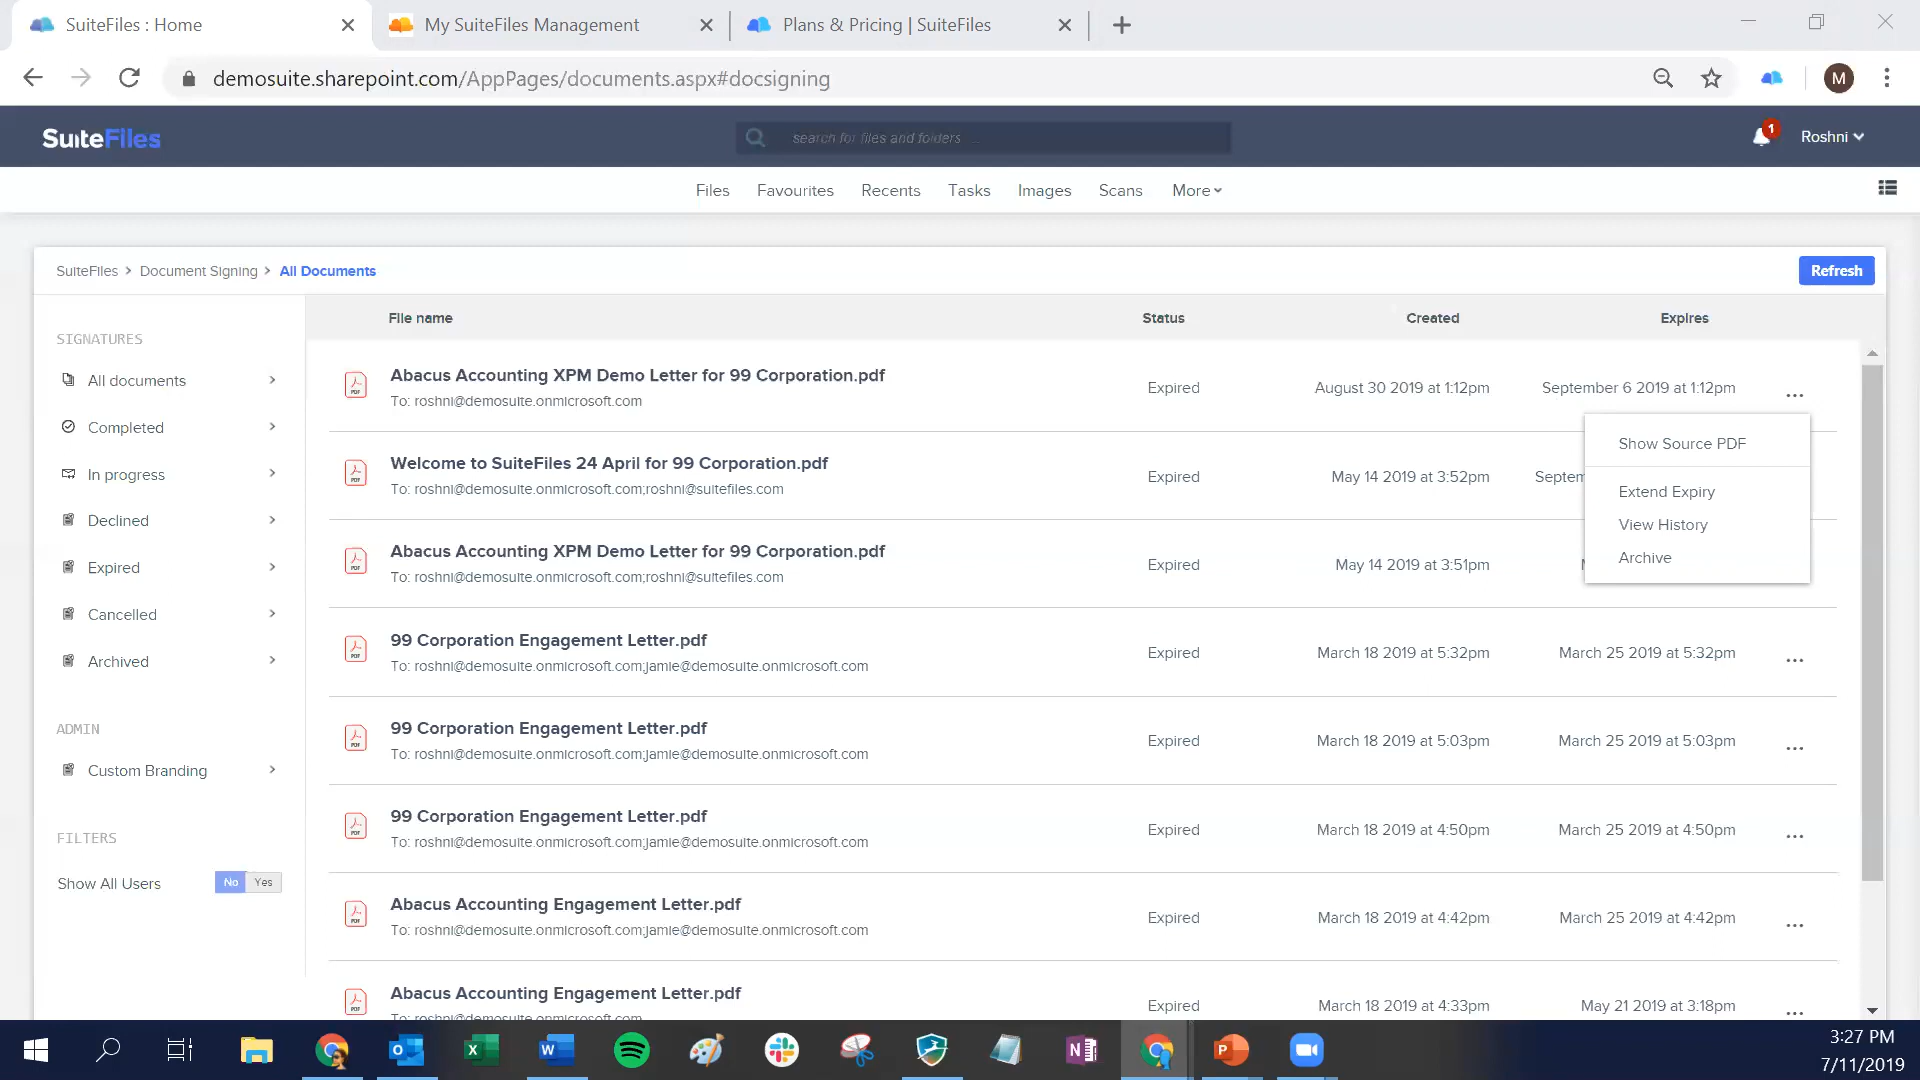 SuiteFiles : Home
My SuiteFiles Management
Plans & Pricing | SuiteFiles
demosuite.sharepoint.com/AppPages/documents.aspx#docsigning
M
SuiteFiles
search for files and folders ...
1
Roshni
Files Favourites Recents Tasks Images Scans More
SuiteFiles > Document Signing > All Documents
Refresh
SIGNATURES
All documents
Completed
In progress
Declined
Expired
Cancelled
Archived
ADMIN
Custom Branding
FILTERS
Show All Users No Yes
File name Status Created Expires
Abacus Accounting XPM Demo Letter for 99 Corporation.pdf
To: roshni@demosuite.onmicrosoft.com
Expired August 30 2019 at 1:12pm September 6 2019 at 1:12pm ...
Welcome to SuiteFiles 24 April for 99 Corporation.pdf
To: roshni@demosuite.onmicrosoft.com;roshni@suitefiles.com
Expired May 14 2019 at 3:52pm
Abacus Accounting XPM Demo Letter for 99 Corporation.pdf
To: roshni@demosuite.onmicrosoft.com;roshni@suitefiles.com
Expired May 14 2019 at 3:51pm
Show Source PDF
Extend Expiry
View History
Archive
99 Corporation Engagement Letter.pdf
To: roshni@demosuite.onmicrosoft.com;jamie@demosuite.onmicrosoft.com
Expired March 18 2019 at 5:32pm March 25 2019 at 5:32pm ...
99 Corporation Engagement Letter.pdf
To: roshni@demosuite.onmicrosoft.com;jamie@demosuite.onmicrosoft.com
Expired March 18 2019 at 5:03pm March 25 2019 at 5:03pm ...
99 Corporation Engagement Letter.pdf
To: roshni@demosuite.onmicrosoft.com;jamie@demosuite.onmicrosoft.com
Expired March 18 2019 at 4:50pm March 25 2019 at 4:50pm ...
Abacus Accounting Engagement Letter.pdf
To: roshni@demosuite.onmicrosoft.com;jamie@demosuite.onmicrosoft.com
Expired March 18 2019 at 4:42pm March 25 2019 at 4:42pm ...
Abacus Accounting Engagement Letter.pdf
To: roshni@demosuite.onmicrosoft.com
Expired March 18 2019 at 4:33pm May 21 2019 at 3:18pm ...
3:27 PM
7/11/2019